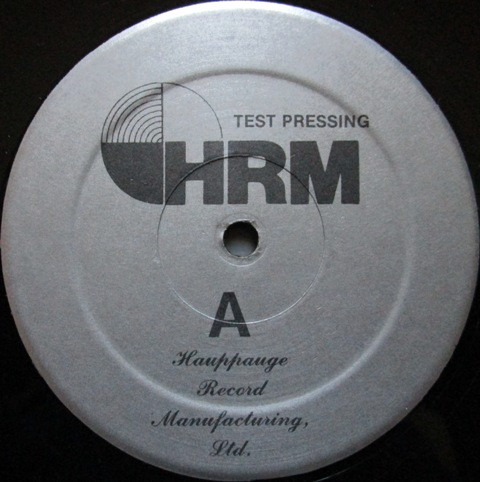 TEST PRESSING
HRM
A
Hauppauge
Record
Manufacturing,
Ltd.